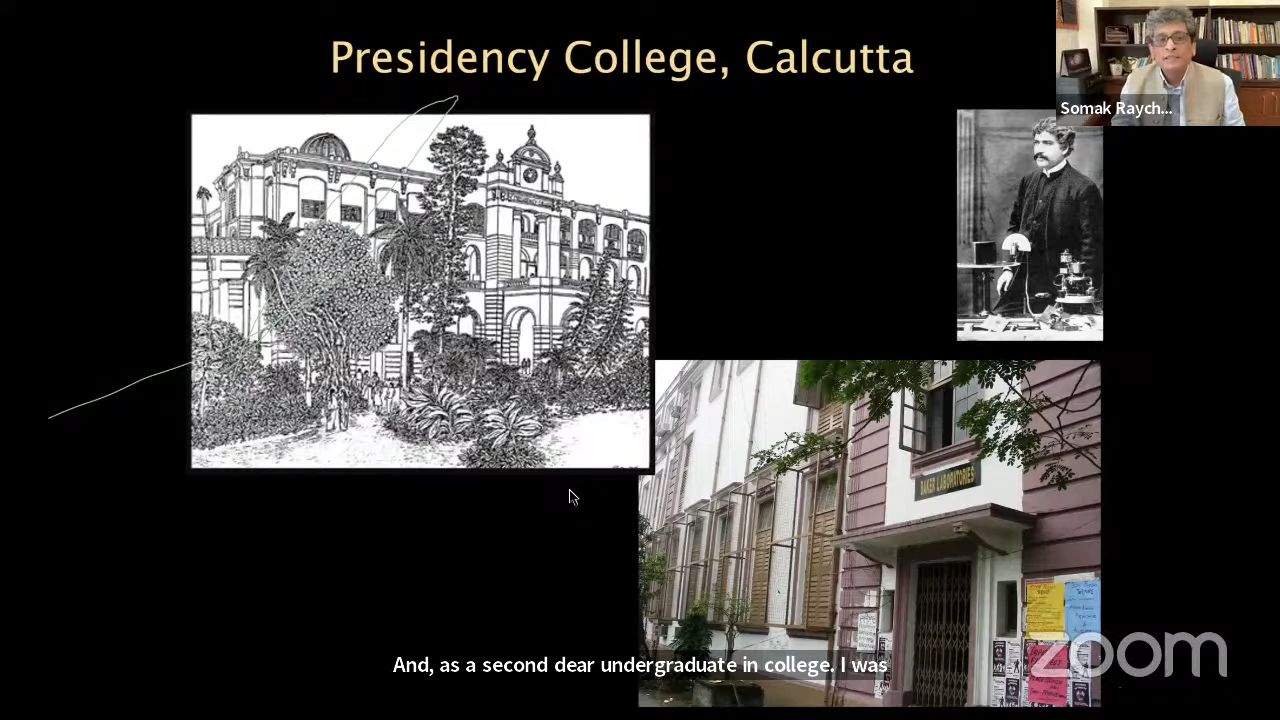 Presidency College, Calcutta
Somak Raych...
BAKER LABORATORIES
And, as a second dear undergraduate in college. I was
zoom